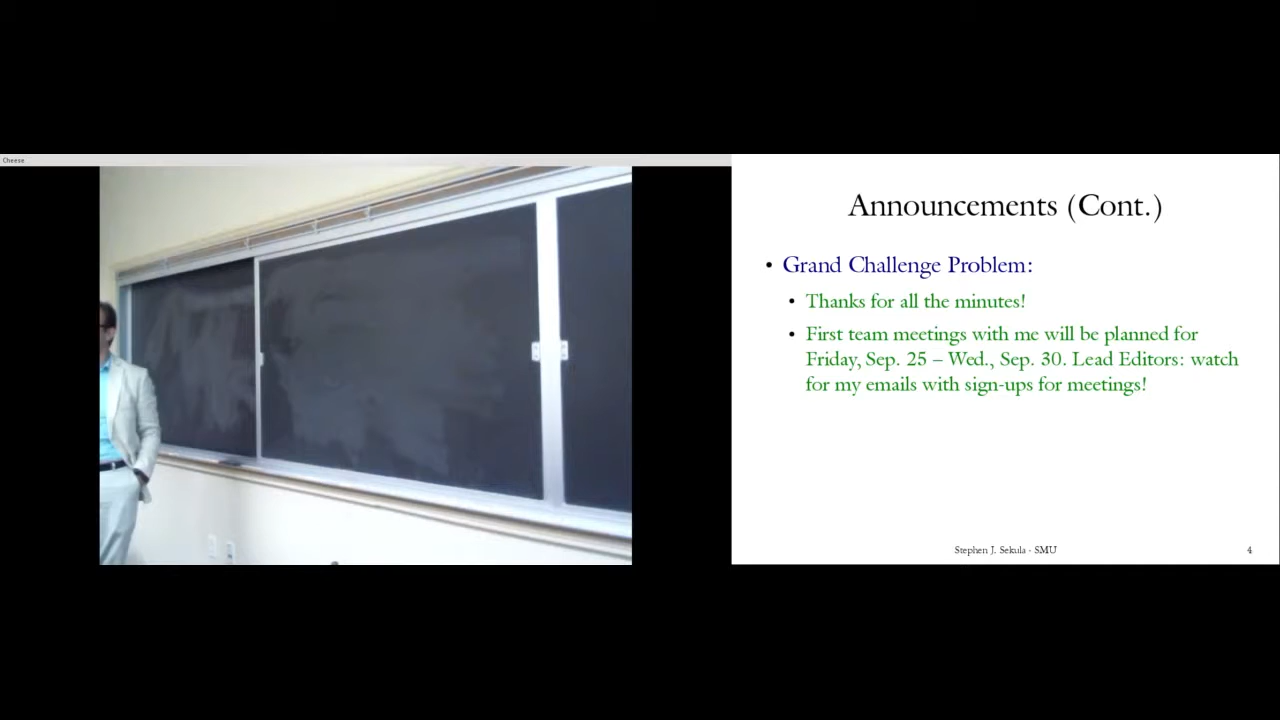 Cheese
Announcements (Cont.)
• Grand Challenge Problem:
• Thanks for all the minutes!
• First team meetings with me will be planned for
Friday, Sep. 25 – Wed., Sep. 30. Lead Editors: watch
for my emails with sign-ups for meetings!
Stephen J. Sekula - SMU
4